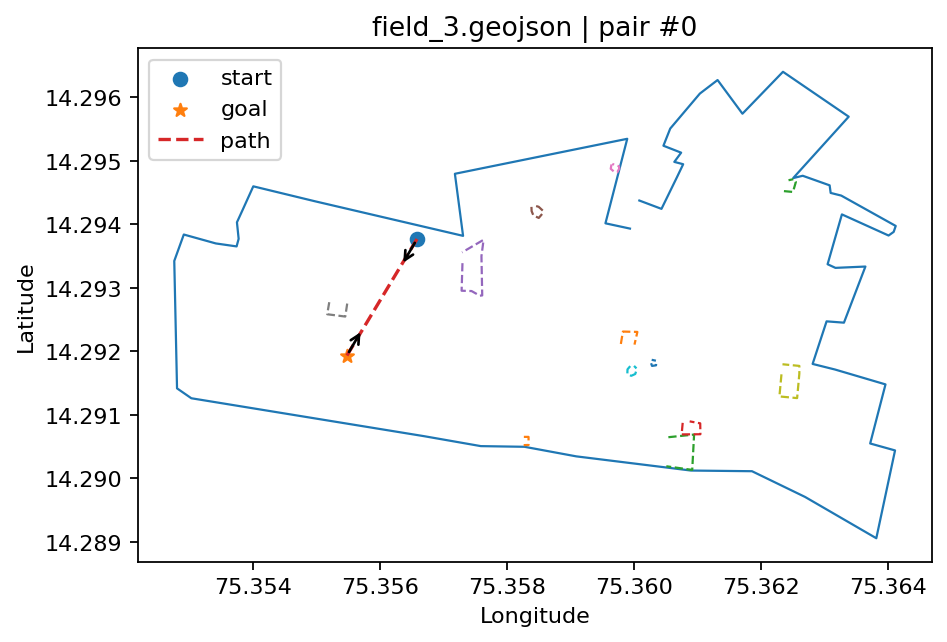 field_3.geojson | pair #0
start
goal
path
14.296
14.295
14.294
14.293
14.292
14.291
14.290
14.289
Latitude
75.354 75.356 75.358 75.360 75.362 75.364
Longitude